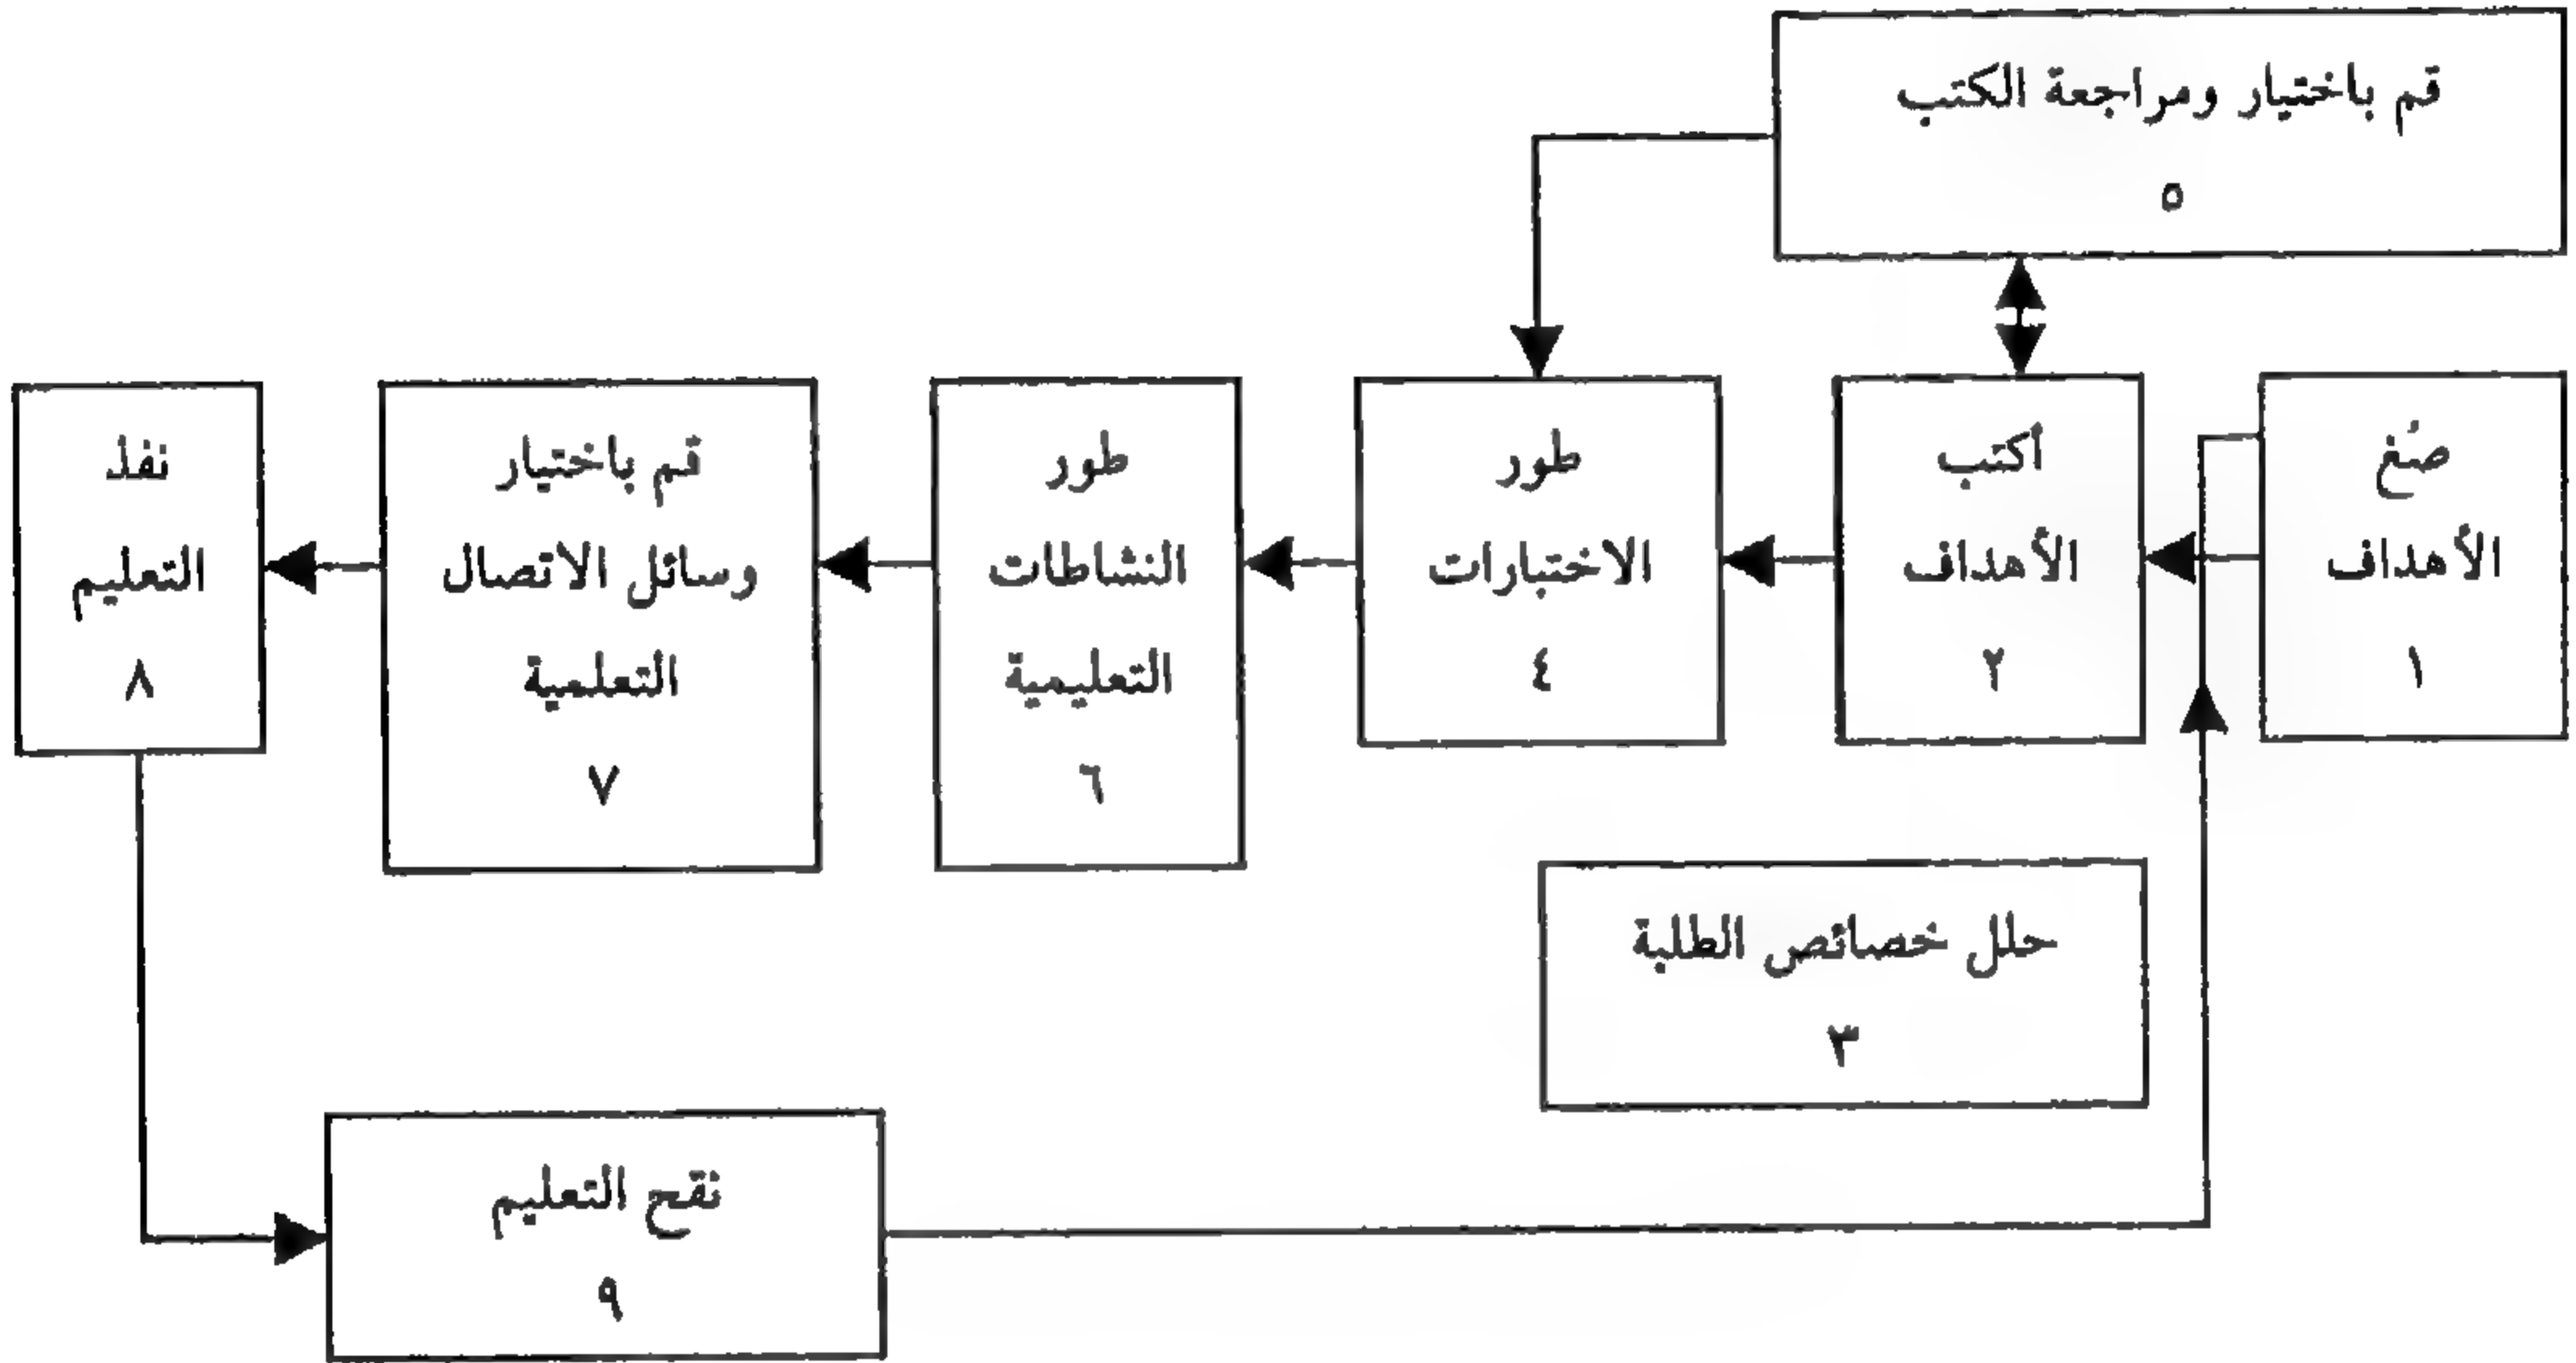 قم باختيار ومراجعة الكتب
٥
صُغ
الأهداف
١
أكتب
الأهداف
٢
طور
الاختبارات
٤
طور
النشاطات
التعليمية
٦
قم باختيار
وسائل الاتصال
التعلمية
٧
نفذ
التعليم
٨
حلل خصائص الطلبة
٣
نقح التعليم
٩